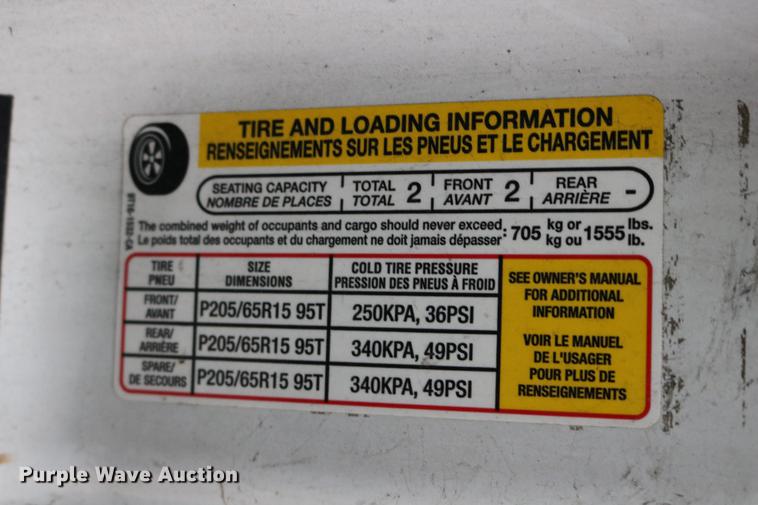 TIRE AND LOADING INFORMATION
RENSEIGNEMENTS SUR LES PNEUS ET LE CHARGEMENT
SEATING CAPACITY TOTAL 2 FRONT 2 REAR -
NOMBRE DE PLACES TOTAL AVANT ARRIÈRE
The combined weight of occupants and cargo should never exceed: 705 kg or 1555 lbs.
Le poids total des occupants et du chargement ne doit jamais dépasser: kg ou lb.
TIRE SIZE COLD TIRE PRESSURE
PNEU DIMENSIONS PRESSION DES PNEUS À FROID
FRONT/
AVANT P205/65R15 95T 250KPA, 36PSI
REAR/
ARRIÈRE P205/65R15 95T 340KPA, 49PSI
SPARE/
DE SECOURS P205/65R15 95T 340KPA, 49PSI
SEE OWNER'S MANUAL
FOR ADDITIONAL
INFORMATION
VOIR LE MANUEL
DE L'USAGER
POUR PLUS DE
RENSEIGNEMENTS
Purple Wave Auction